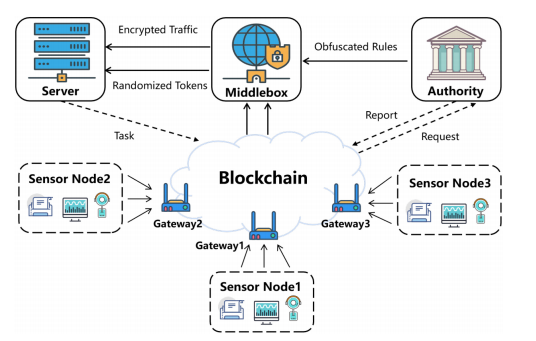 Encrypted Traffic
Obfuscated Rules
Randomized Tokens
Server
Middlebox
Authority
Task
Report
Request
Blockchain
Sensor Node2
Sensor Node3
Gateway2
Gateway3
Gateway1
Sensor Node1